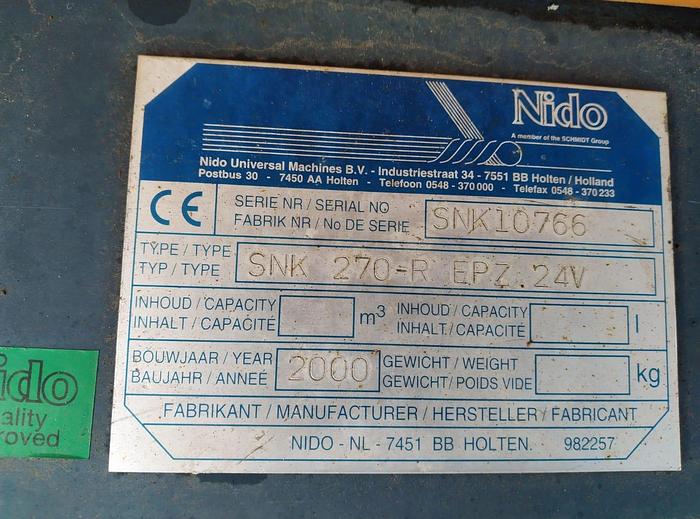 Nido
A member of the SCHMIDT Group
Nido Universal Machines B.V. - Industriestraat 34 - 7551 BB Holten / Holland
Postbus 30 - 7450 AA Holten - Telefoon 0548 - 370 000 - Telefax 0548 - 370 233
CE
SERIE NR / SERIAL NO
FABRIK NR / No DE SERIE
SNK10766
TYPE / TYPE
TYP / TYPE
SNK 270-R EPZ 24V
INHOUD / CAPACITY
INHALT / CAPACITÉ
m³
INHOUD / CAPACITY
INHALT / CAPACITÉ
l
BOUWJAAR / YEAR
BAUJAHR / ANNEÉ
2000
GEWICHT / WEIGHT
GEWICHT / POIDS VIDE
kg
FABRIKANT / MANUFACTURER / HERSTELLER / FABRICANT
NIDO - NL - 7451 BB HOLTEN. 982257
ido
ality
roved